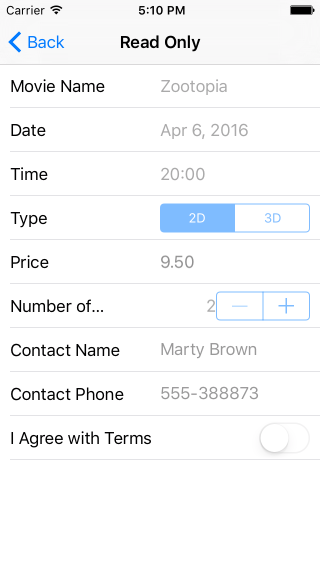 Carrier 5:10 PM
Back Read Only
Movie Name Zootopia
Date Apr 6, 2016
Time 20:00
Type 2D 3D
Price 9.50
Number of... 2 — +
Contact Name Marty Brown
Contact Phone 555-388873
I Agree with Terms